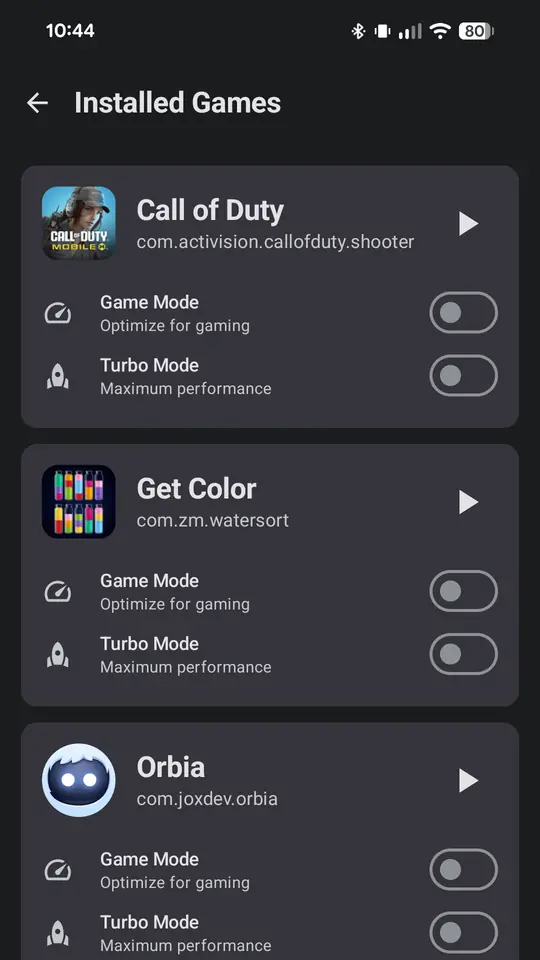 10:44
80
Installed Games
CALL OF DUTY
MOBILE
Call of Duty
com.activision.callofduty.shooter
Game Mode
Optimize for gaming
Turbo Mode
Maximum performance
Get Color
com.zm.watersort
Game Mode
Optimize for gaming
Turbo Mode
Maximum performance
Orbia
com.joxdev.orbia
Game Mode
Optimize for gaming
Turbo Mode
Maximum performance